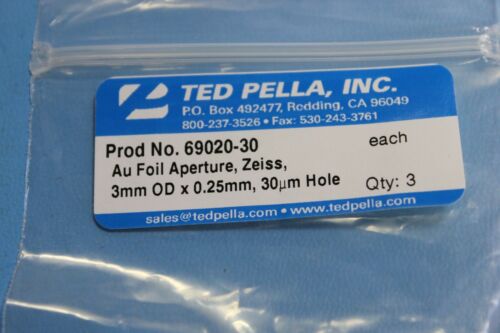 TED PELLA, INC.
P.O. Box 492477, Redding, CA 96049
800-237-3526 • Fax: 530-243-3761
Prod No. 69020-30 each
Au Foil Aperture, Zeiss,
3mm OD x 0.25mm, 30µm Hole Qty: 3
sales@tedpella.com • www.tedpella.com